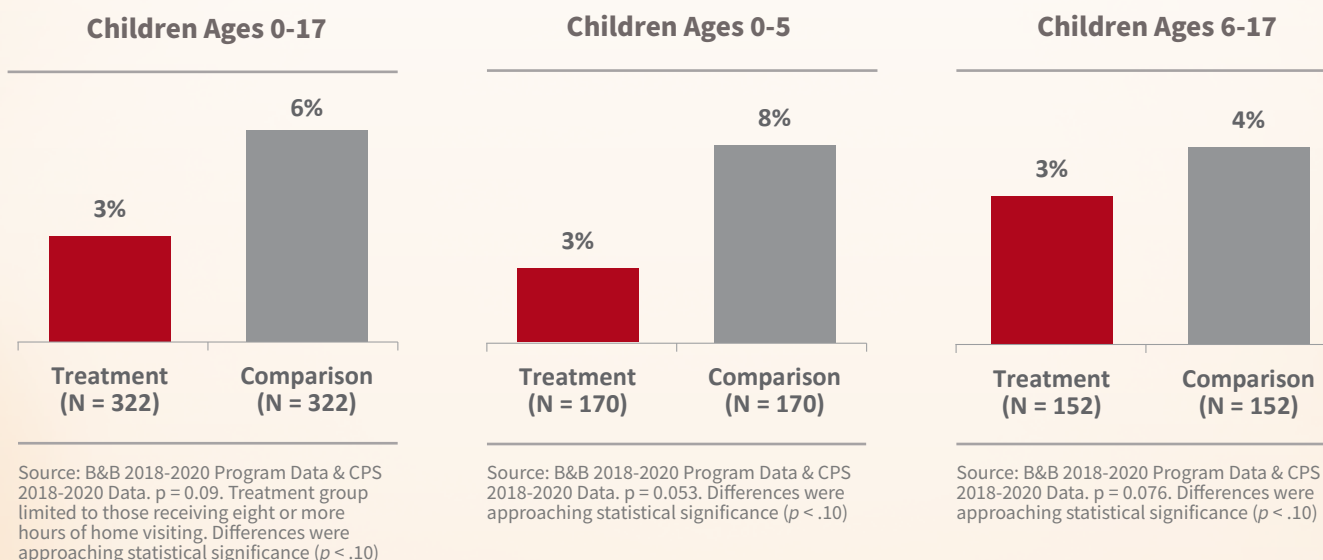 Children Ages 0-17
6%
3%
Treatment
(N = 322)
Comparison
(N = 322)
Source: B&B 2018-2020 Program Data & CPS
2018-2020 Data. p = 0.09. Treatment group
limited to those receiving eight or more
hours of home visiting. Differences were
approaching statistical significance (p < .10)
Children Ages 0-5
8%
3%
Treatment
(N = 170)
Comparison
(N = 170)
Source: B&B 2018-2020 Program Data & CPS
2018-2020 Data. p = 0.053. Differences were
approaching statistical significance (p < .10)
Children Ages 6-17
4%
3%
Treatment
(N = 152)
Comparison
(N = 152)
Source: B&B 2018-2020 Program Data & CPS
2018-2020 Data. p = 0.076. Differences were
approaching statistical significance (p < .10)